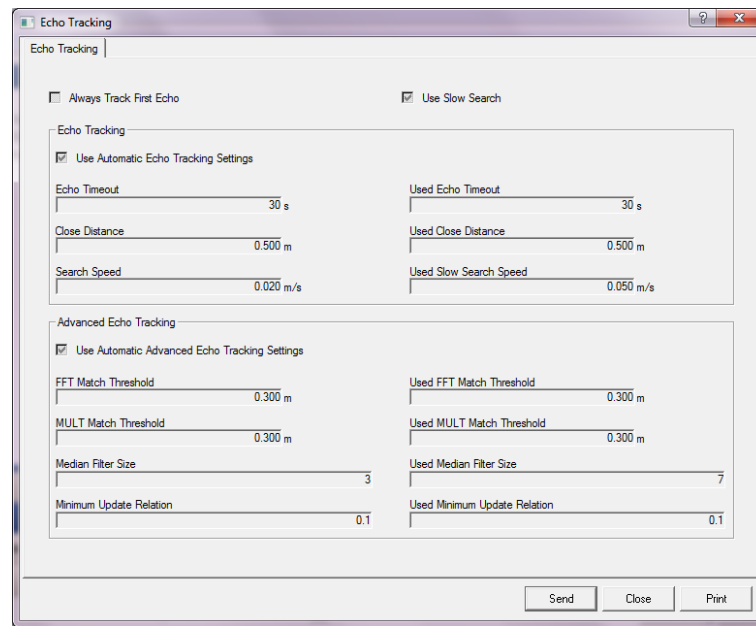 Echo Tracking
Echo Tracking
Always Track First Echo
Use Slow Search
Echo Tracking
Use Automatic Echo Tracking Settings
Echo Timeout
30 s
Used Echo Timeout
30 s
Close Distance
0.500 m
Used Close Distance
0.500 m
Search Speed
0.020 m/s
Used Slow Search Speed
0.050 m/s
Advanced Echo Tracking
Use Automatic Advanced Echo Tracking Settings
FFT Match Threshold
0.300 m
Used FFT Match Threshold
0.300 m
MULT Match Threshold
0.300 m
Used MULT Match Threshold
0.300 m
Median Filter Size
3
Used Median Filter Size
7
Minimum Update Relation
0.1
Used Minimum Update Relation
0.1
Send
Close
Print